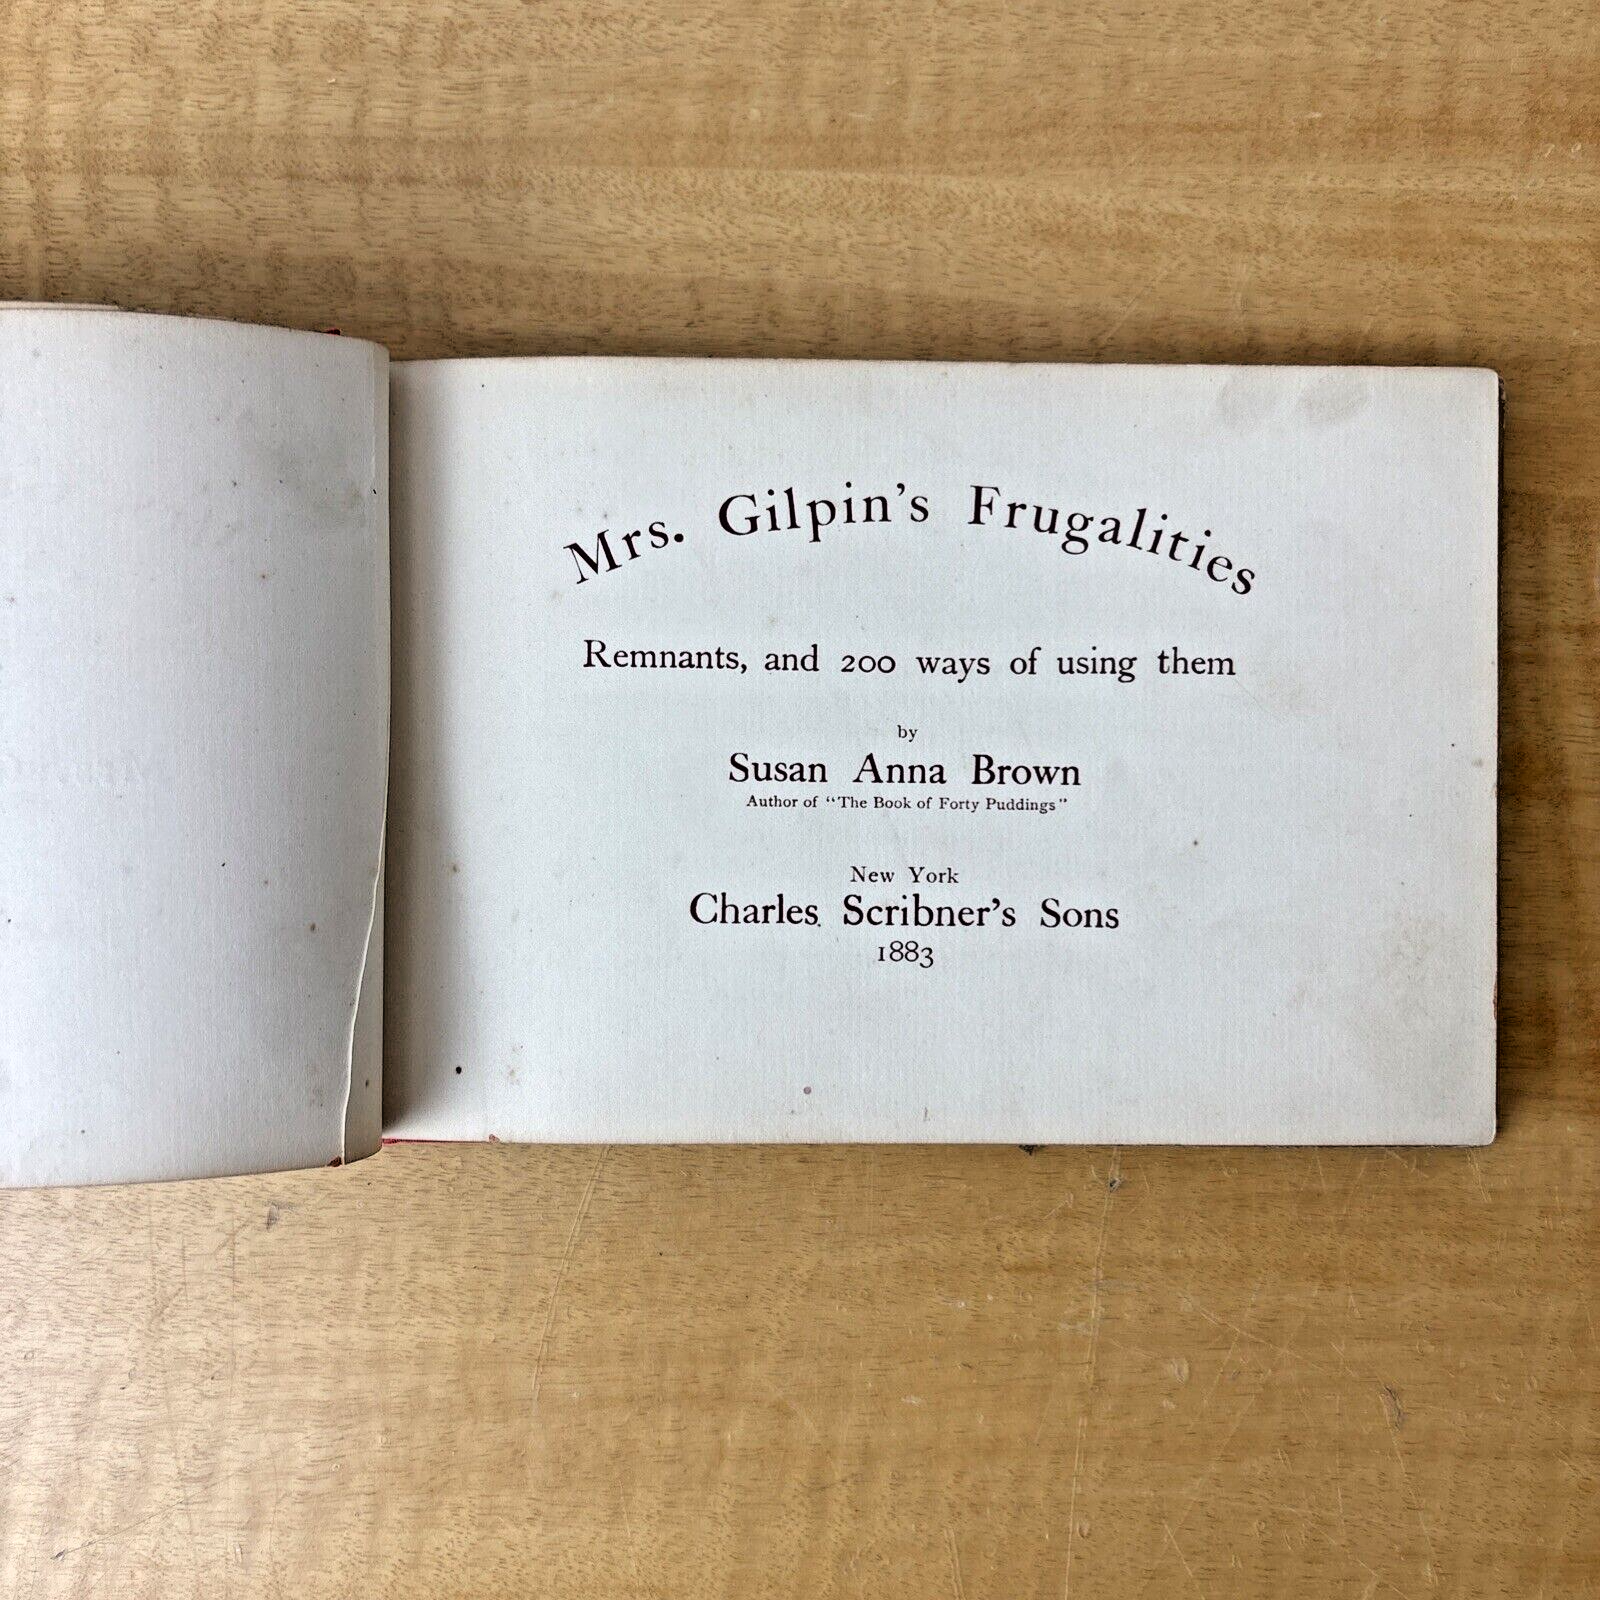 Mrs. Gilpin's Frugalities
Remnants, and 200 ways of using them
by
Susan Anna Brown
Author of "The Book of Forty Puddings"
New York
Charles Scribner's Sons
1883